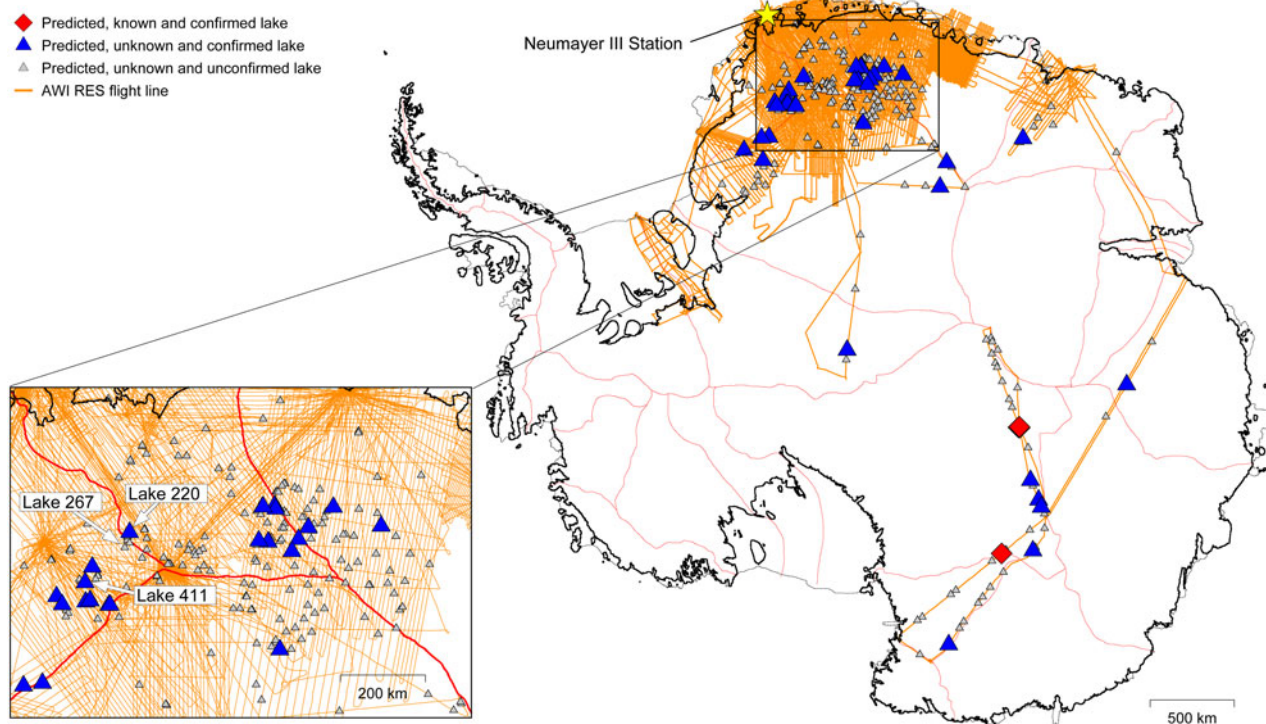 Predicted, known and confirmed lake
Predicted, unknown and confirmed lake
Predicted, unknown and unconfirmed lake
AWI RES flight line
Neumayer III Station
Lake 267
Lake 220
Lake 411
200 km
500 km